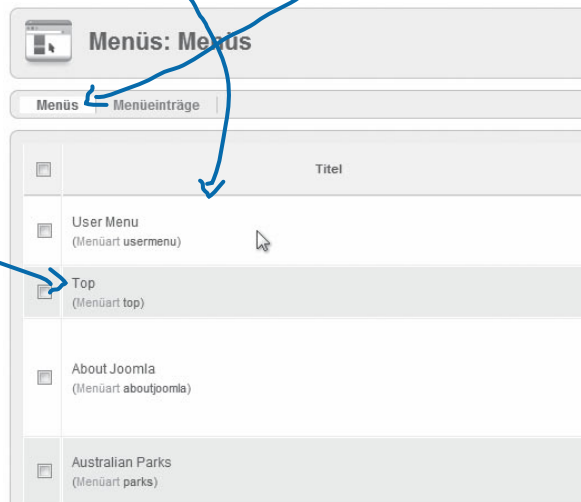 Menüs: Menüs
Menüs Menüeinträge
Titel
User Menu
(Menüart usermenu)
Top
(Menüart top)
About Joomla
(Menüart aboutjoomla)
Australian Parks
(Menüart parks)